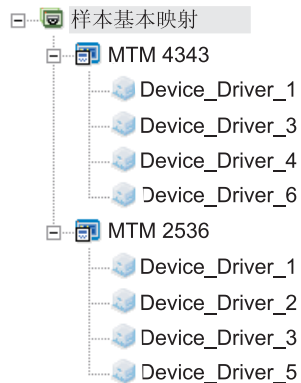 样本基本映射
MTM 4343
Device_Driver_1
Device_Driver_3
Device_Driver_4
Device_Driver_6
MTM 2536
Device_Driver_1
Device_Driver_2
Device_Driver_3
Device_Driver_5